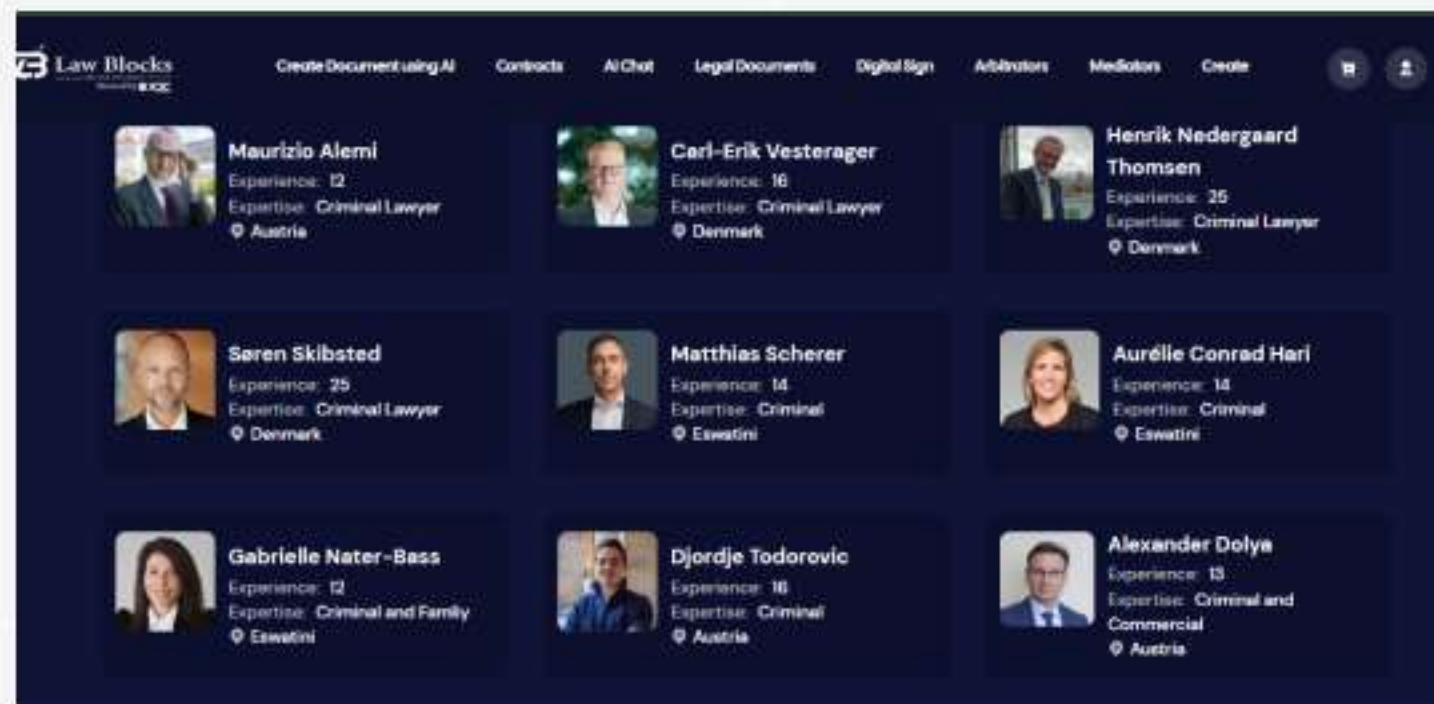 Law Blocks
Create Document using AI
Contracts
AI Chat
Legal Documents
Digital Sign
Arbitrators
Mediators
Create
Maurizio Alemi
Experience: 12
Expertise: Criminal Lawyer
Austria
Carl-Erik Vesterager
Experience: 16
Expertise: Criminal Lawyer
Denmark
Henrik Nedergaard
Thomsen
Experience: 25
Expertise: Criminal Lawyer
Denmark
Søren Skibsted
Experience: 25
Expertise: Criminal Lawyer
Denmark
Matthias Scherer
Experience: 14
Expertise: Criminal
Eswatini
Aurélie Conrad Hari
Experience: 14
Expertise: Criminal
Eswatini
Gabrielle Nater-Bass
Experience: 12
Expertise: Criminal and Family
Eswatini
Djordje Todorovic
Experience: 16
Expertise: Criminal
Austria
Alexander Dolya
Experience: 13
Expertise: Criminal and
Commercial
Austria